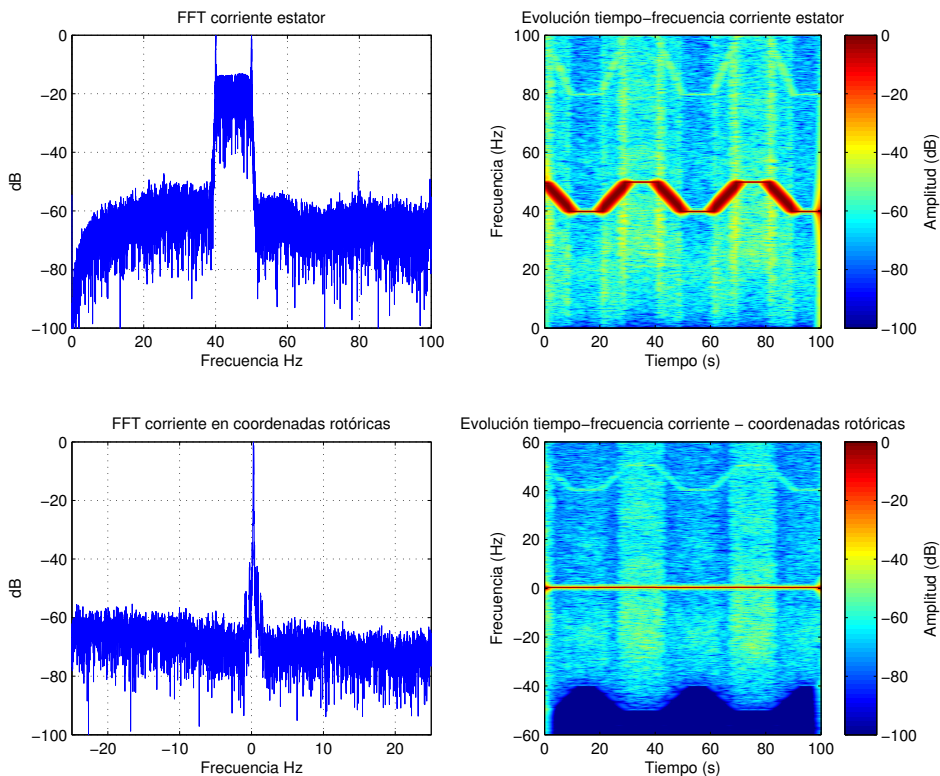 FFT corriente estator
0
−20
−40
−60
−80
−100
dB
0 20 40 60 80 100
Frecuencia Hz
Evolución tiempo−frecuencia corriente estator
100
80
60
40
20
0
Frecuencia (Hz)
0 20 40 60 80 100
Tiempo (s)
0
−20
−40
−60
−80
−100
Amplitud (dB)
FFT corriente en coordenadas rotóricas
0
−20
−40
−60
−80
−100
dB
−20 −10 0 10 20
Frecuencia Hz
Evolución tiempo−frecuencia corriente − coordenadas rotóricas
60
40
20
0
−20
−40
−60
Frecuencia (Hz)
0 20 40 60 80 100
Tiempo (s)
0
−20
−40
−60
−80
−100
Amplitud (dB)